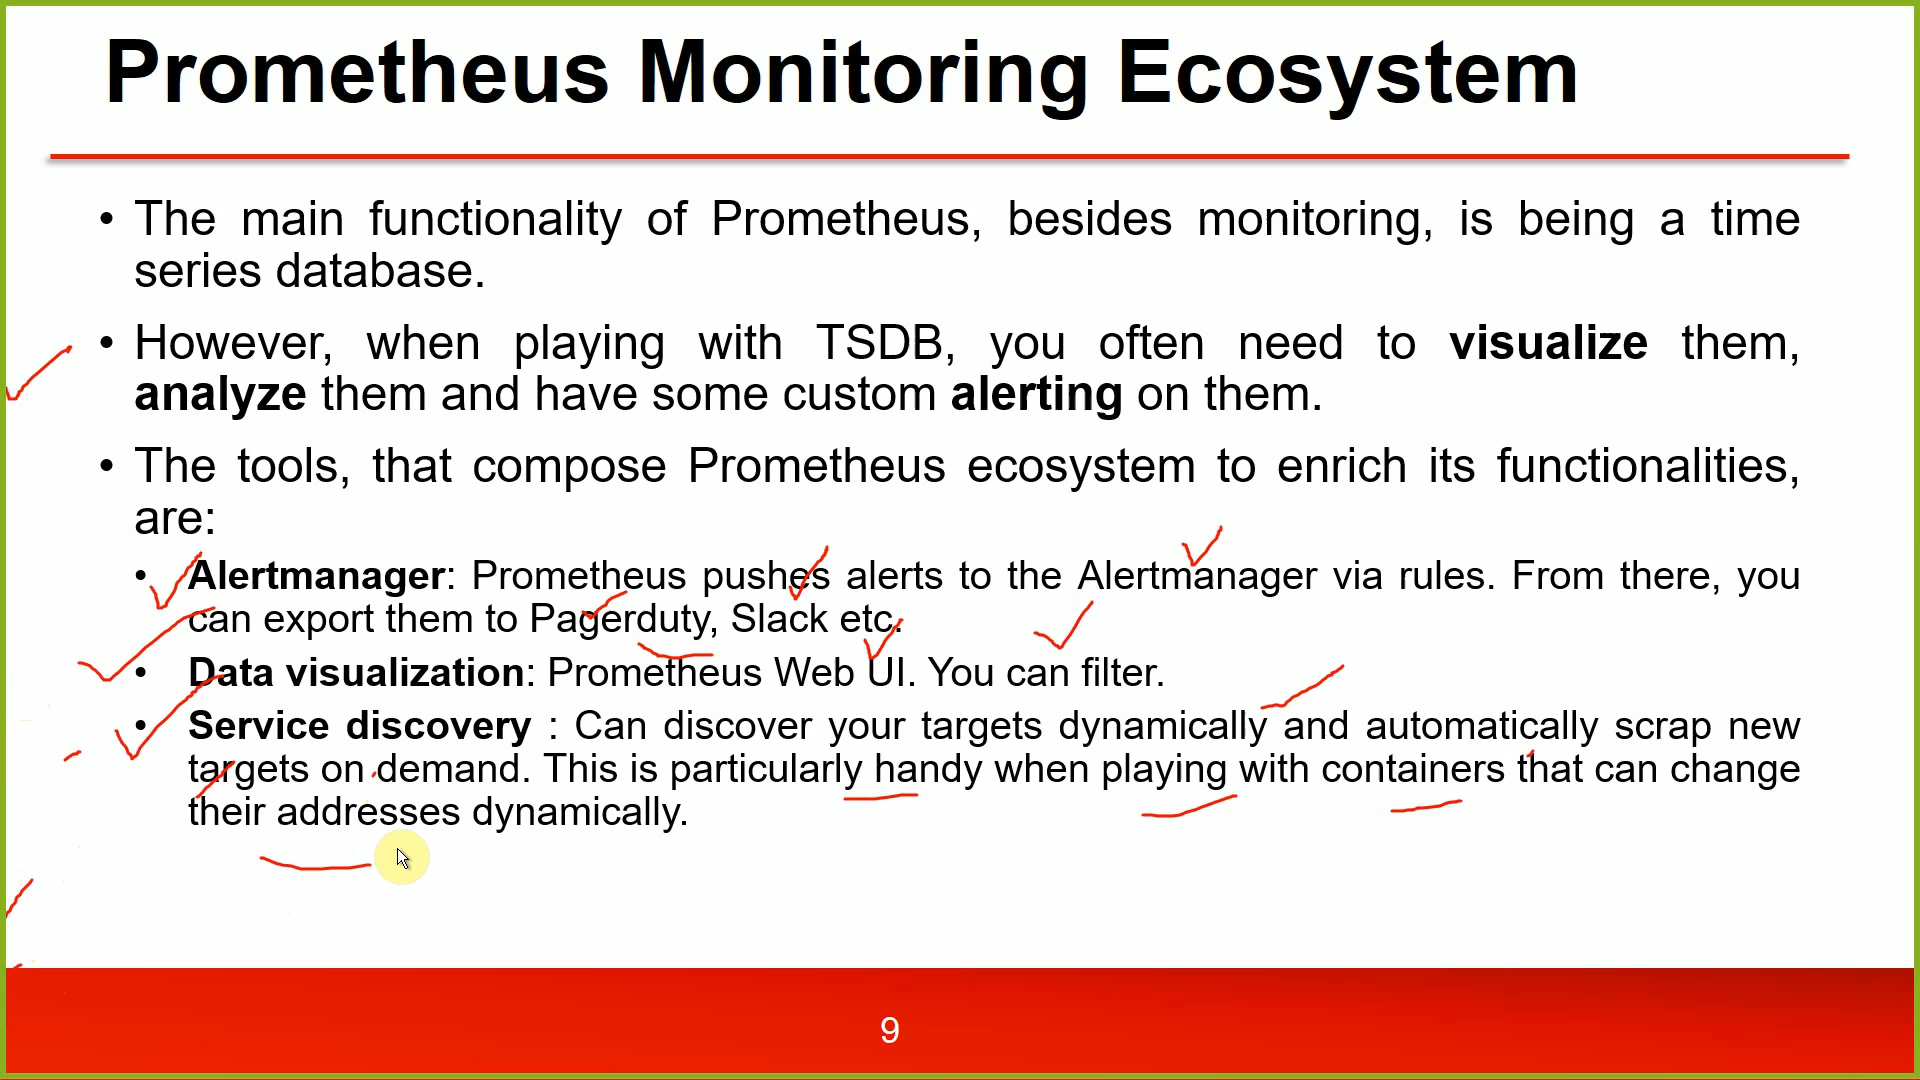 Prometheus Monitoring Ecosystem
• The main functionality of Prometheus, besides monitoring, is being a time
series database.
• However, when playing with TSDB, you often need to visualize them,
analyze them and have some custom alerting on them.
• The tools, that compose Prometheus ecosystem to enrich its functionalities,
are:
• Alertmanager: Prometheus pushes alerts to the Alertmanager via rules. From there, you
can export them to Pagerduty, Slack etc.
• Data visualization: Prometheus Web UI. You can filter.
• Service discovery : Can discover your targets dynamically and automatically scrap new
targets on demand. This is particularly handy when playing with containers that can change
their addresses dynamically.
9